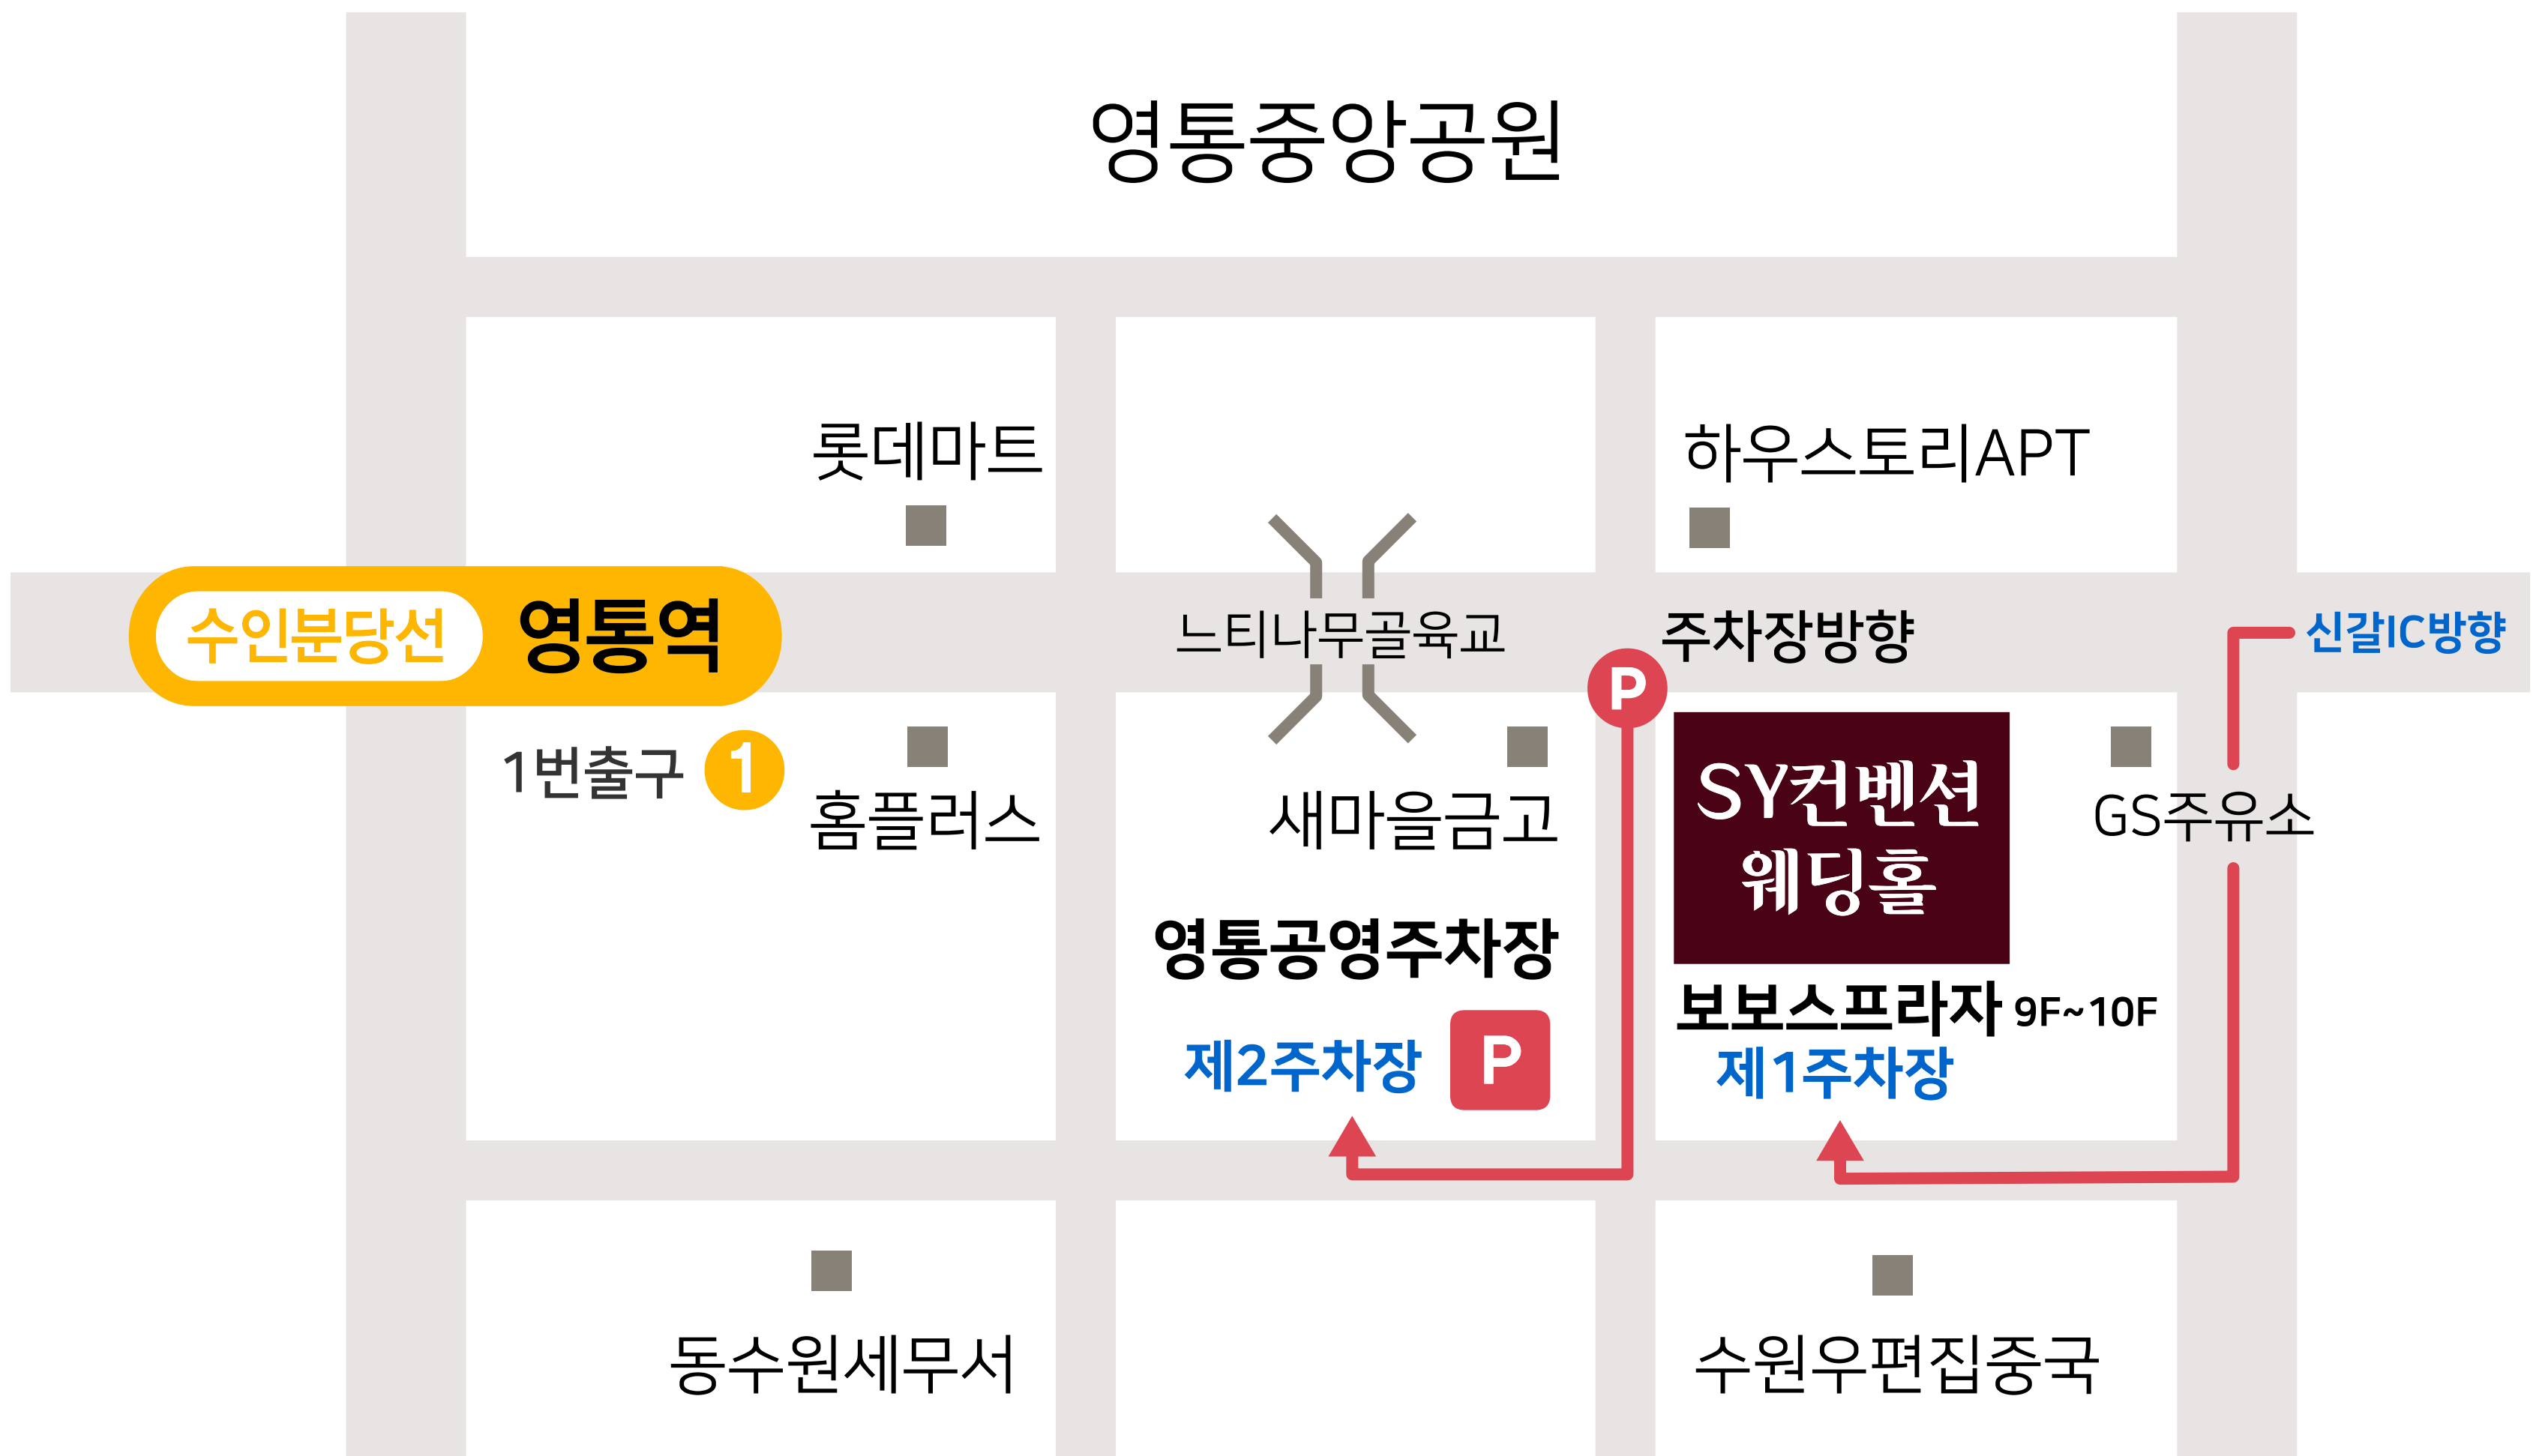 영통중앙공원
롯데마트
하우스토리APT
수인분당선 영통역
느티나무골육고
주차장방향
신갈IC방향
P
1번출구 1
홈플러스
새마을금고
SY컨벤션
웨딩홀
GS주유소
영통공영주차장
제2주차장 P
보보스프라자 9F~10F
제1주차장
동수원세무서
수원우편집중국